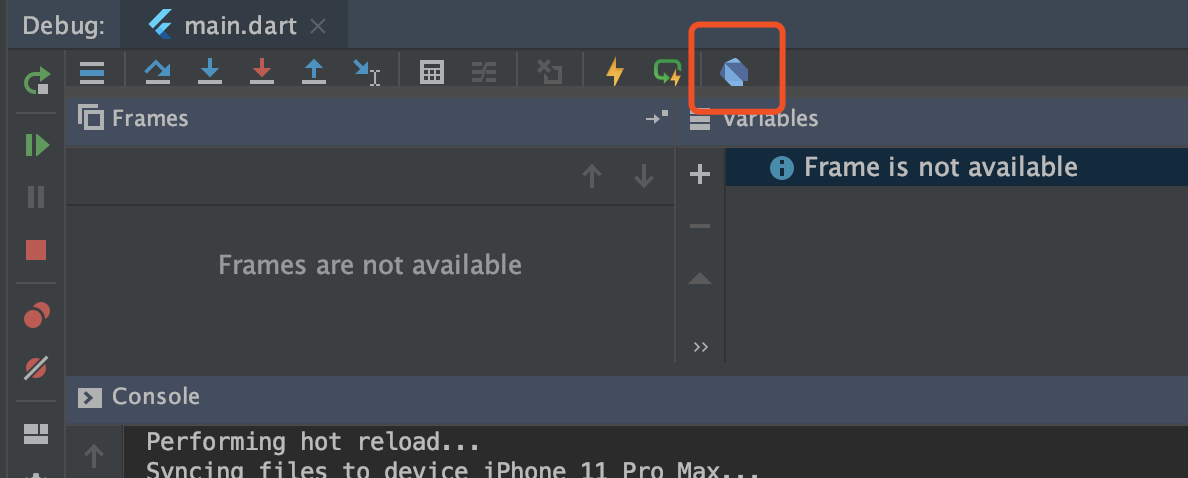 Debug: main.dart
Frames
Variables
Frame is not available
Frames are not available
Console
Performing hot reload...
Syncing files to device iPhone 11 Pro Max...